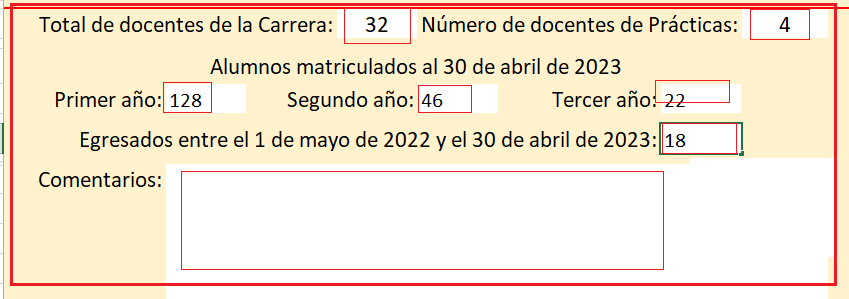 Total de docentes de la Carrera: 32 Número de docentes de Prácticas: 4
Alumnos matriculados al 30 de abril de 2023
Primer año: 128 Segundo año: 46 Tercer año: 22
Egresados entre el 1 de mayo de 2022 y el 30 de abril de 2023: 18
Comentarios: